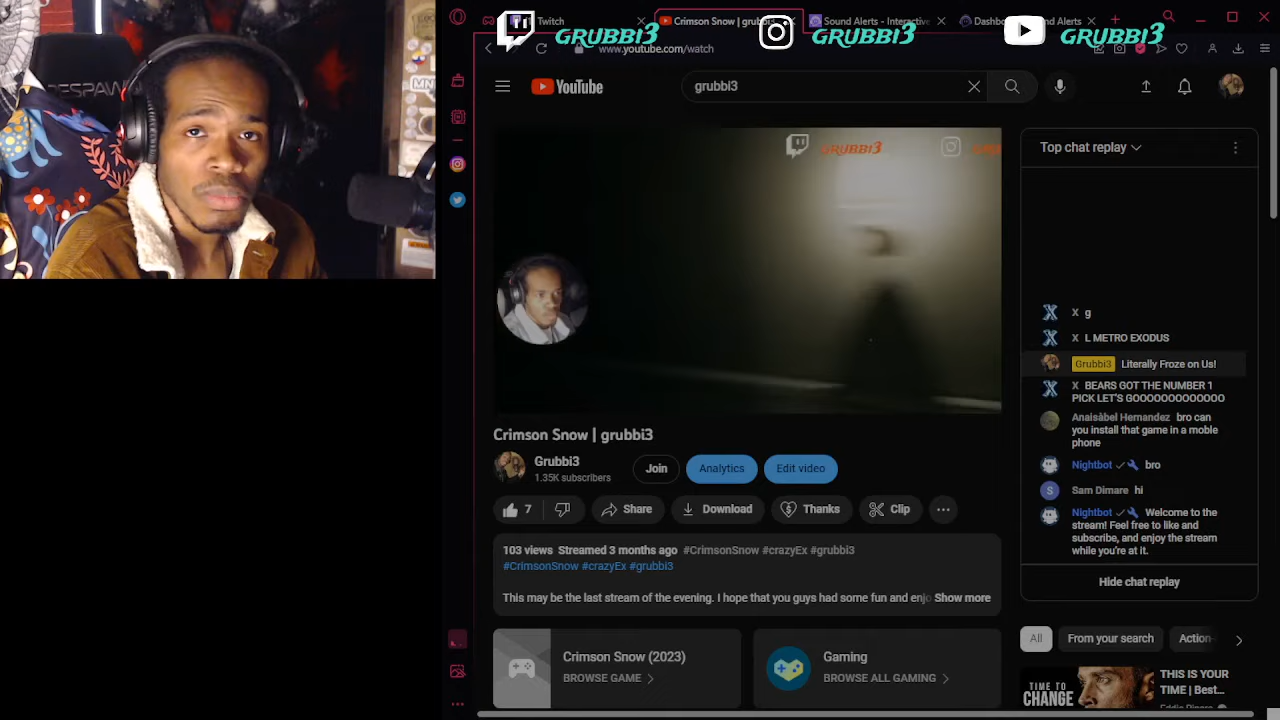 Twitch
Crimson Snow | grubbi3
Sound Alerts - Interactive
GRUBBI3
GRUBBI3
GRUBBI3
www.youtube.com/watch
YouTube
grubbi3
GRUBBI3
Top chat replay
X g
X L METRO EXODUS
Grubbi3 Literally Froze on Us!
X BEARS GOT THE NUMBER 1
PICK LET'S GOOOOOOOOOOOOO
Anaisàbel Hernandez bro can
you install that game in a moble
phone
Nightbot bro
Sam Dimare hi
Nightbot Welcome to the
stream! Feel free to like and
subscribe, and enjoy the stream
while you're at it.
Hide chat replay
Crimson Snow | grubbi3
Grubbi3
1.35K subscribers
Join
Analytics
Edit video
7
Share
Download
Thanks
Clip
103 views Streamed 3 months ago #CrimsonSnow #crazyEx #grubbi3
#CrimsonSnow #crazyEx #grubbi3
This may be the last stream of the evening. I hope that you guys had some fun and enjo Show more
Crimson Snow (2023)
BROWSE GAME
Gaming
BROWSE ALL GAMING
All
From your search
Action-
TIME TO
CHANGE
THIS IS YOUR
TIME | Best...